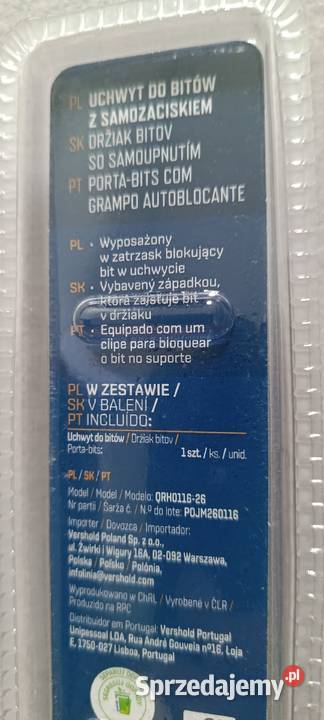 PL UCHWYT DO BITÓW
Z SAMOZACISKIEM
SK DRŽIAK BITOV
SO SAMOUPNUTÍM
PT PORTA-BITS COM
GRAMPO AUTOBLOCANTE
PL • Wyposażony
w zatrzask blokujący
bit w uchwycie
SK • Vybavený západkou,
ktorá zaisťuje bit
v držiaku
PT • Equipado com um
clipe para bloquear
o bit no suporte
PL W ZESTAWIE /
SK V BALENÍ /
PT INCLUÍDO:
Uchwyt do bitów / Držiak bitov /
Porta-bits: 1 szt. / ks. / unid.
PL / SK / PT
Model / Model / Modelo: QRH0116-26
Nr partii / Šarža č. / N.º do lote: POJM260116
Importer / Dovozca / Importador:
Vershold Poland Sp. z o.o.,
ul. Żwirki i Wigury 16A, 02-092 Warszawa,
Polska / Poľsko / Polónia,
infolinia@vershold.com
Wyprodukowano w ChRL / Vyrobené v ČLR /
Produzido na RPC
Distribuidor em Portugal: Vershold Portugal
Unipessoal LDA, Rua André Gouveia nº16, Loja
E, 1750-027 Lisboa, Portugal
Sprzedajemy.pl